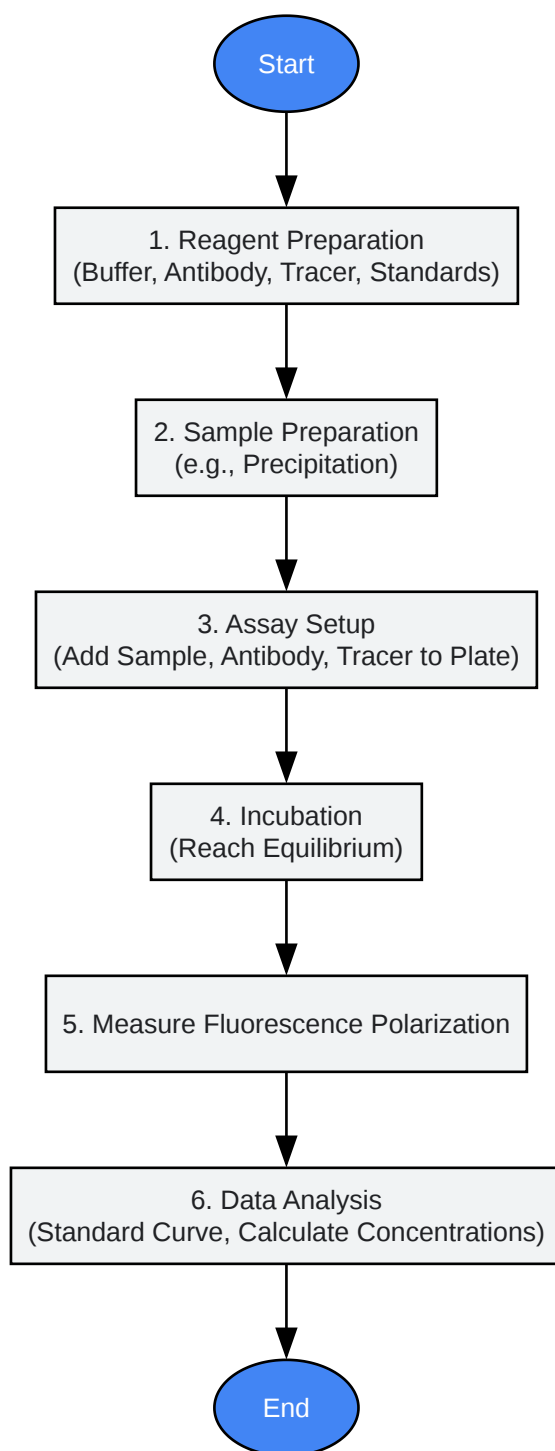 Start
1. Reagent Preparation
(Buffer, Antibody, Tracer, Standards)
2. Sample Preparation
(e.g., Precipitation)
3. Assay Setup
(Add Sample, Antibody, Tracer to Plate)
4. Incubation
(Reach Equilibrium)
5. Measure Fluorescence Polarization
6. Data Analysis
(Standard Curve, Calculate Concentrations)
End